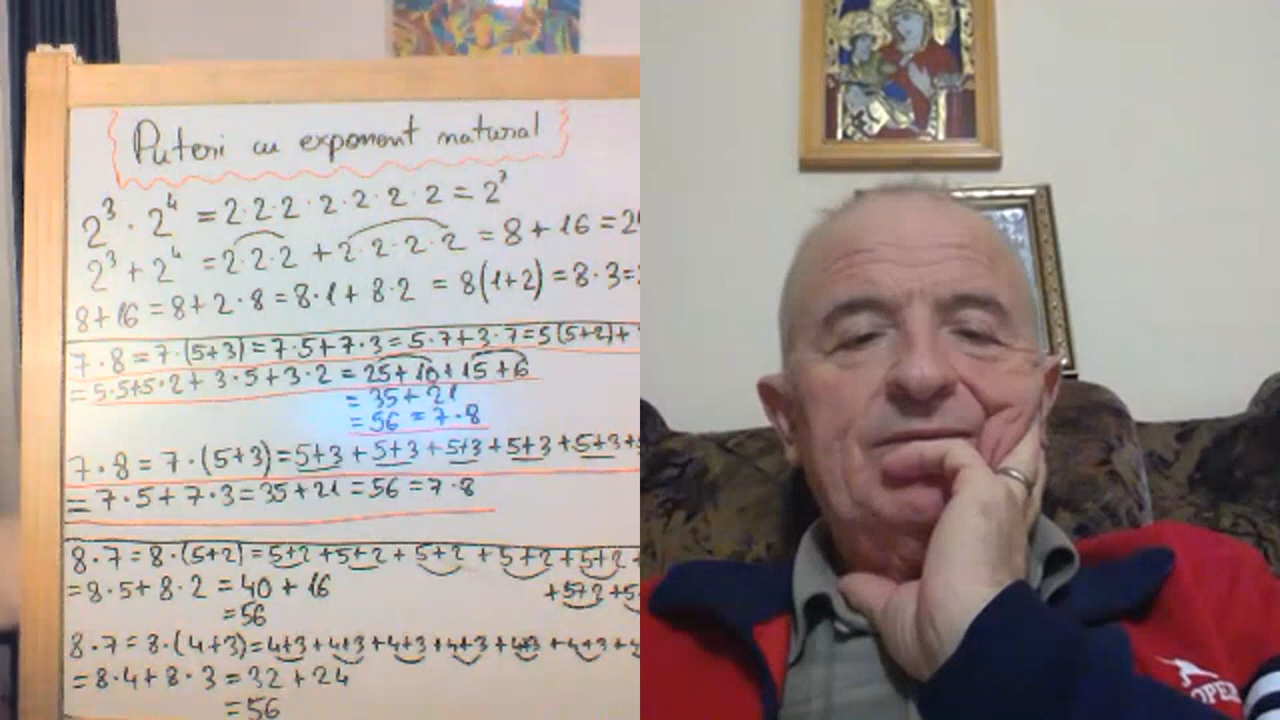 Puteri cu exponent natural
2³ · 2⁴ = 2·2·2 · 2·2·2·2 = 2⁷
2³ + 2⁴ = 2·2·2 + 2·2·2·2 = 8 + 16 = 2
8+16 = 8+2·8 = 8·1+8·2 = 8(1+2) = 8·3=
7·8 = 7·(5+3) = 7·5+7·3 = 5·7+3·7 = 5(5+2)+
= 5·5+5·2+3·5+3·2 = 25+10+15+6
= 35+21
= 56 = 7·8
7·8 = 7·(5+3) = 5+3+5+3+5+3+5+3+5+3+
= 7·5+7·3 = 35+21 = 56 = 7·8
8·7 = 8·(5+2) = 5+2+5+2+5+2+5+2+5+2+
= 8·5+8·2 = 40+16 +5+2+5
= 56
8·7 = 8·(4+3) = 4+3+4+3+4+3+4+3+4+3+4+3+
= 8·4+8·3 = 32+24
= 56